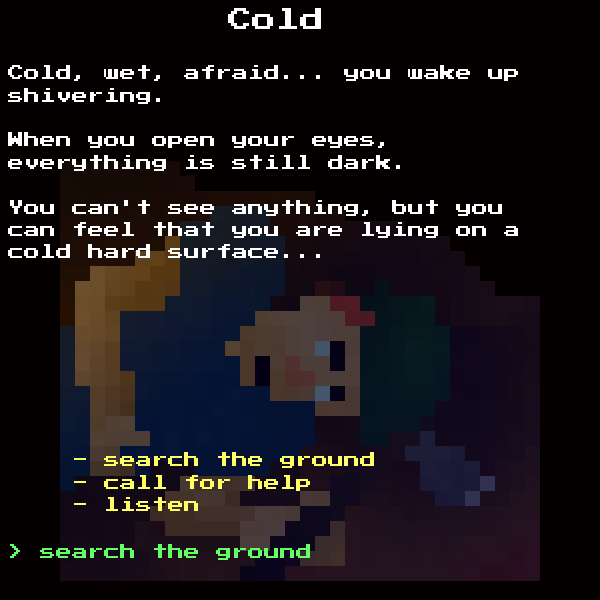 Cold
Cold, wet, afraid... you wake up
shivering.
When you open your eyes,
everything is still dark.
You can't see anything, but you
can feel that you are lying on a
cold hard surface...
- search the ground
- call for help
- listen
> search the ground